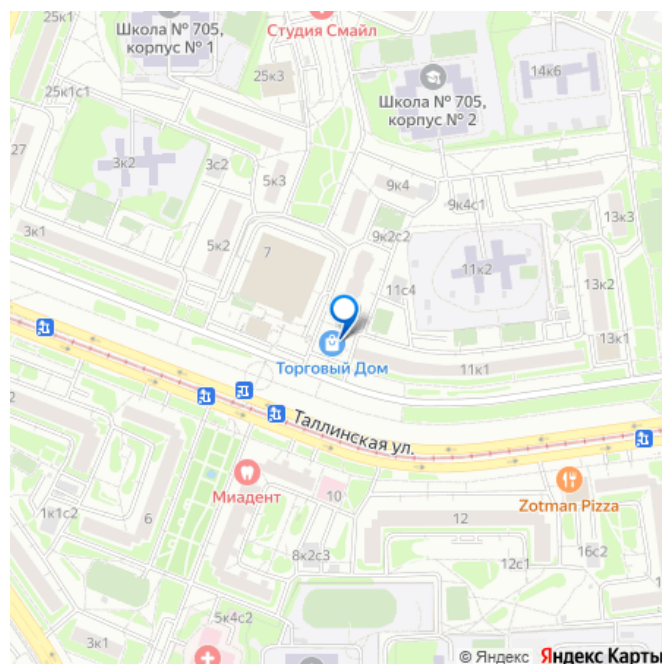 25к1
Школа № 705,
корпус № 1
Студия Смайл
25к3
14к6
25к1с1
Школа № 705,
корпус № 2
27
3к2
3с2
5к3
9к4
9к4с1
13к3
3к1
5к2
7
9к2с2
11с4
11к2
13к2
13к1
Торговый Дом
11к1
Таллинская ул.
Миадент
10
Zotman Pizza
1к1с2
6
12
8к2с3
16с2
12с1
5к4с2
3к1
© Яндекс Яндекс Карты